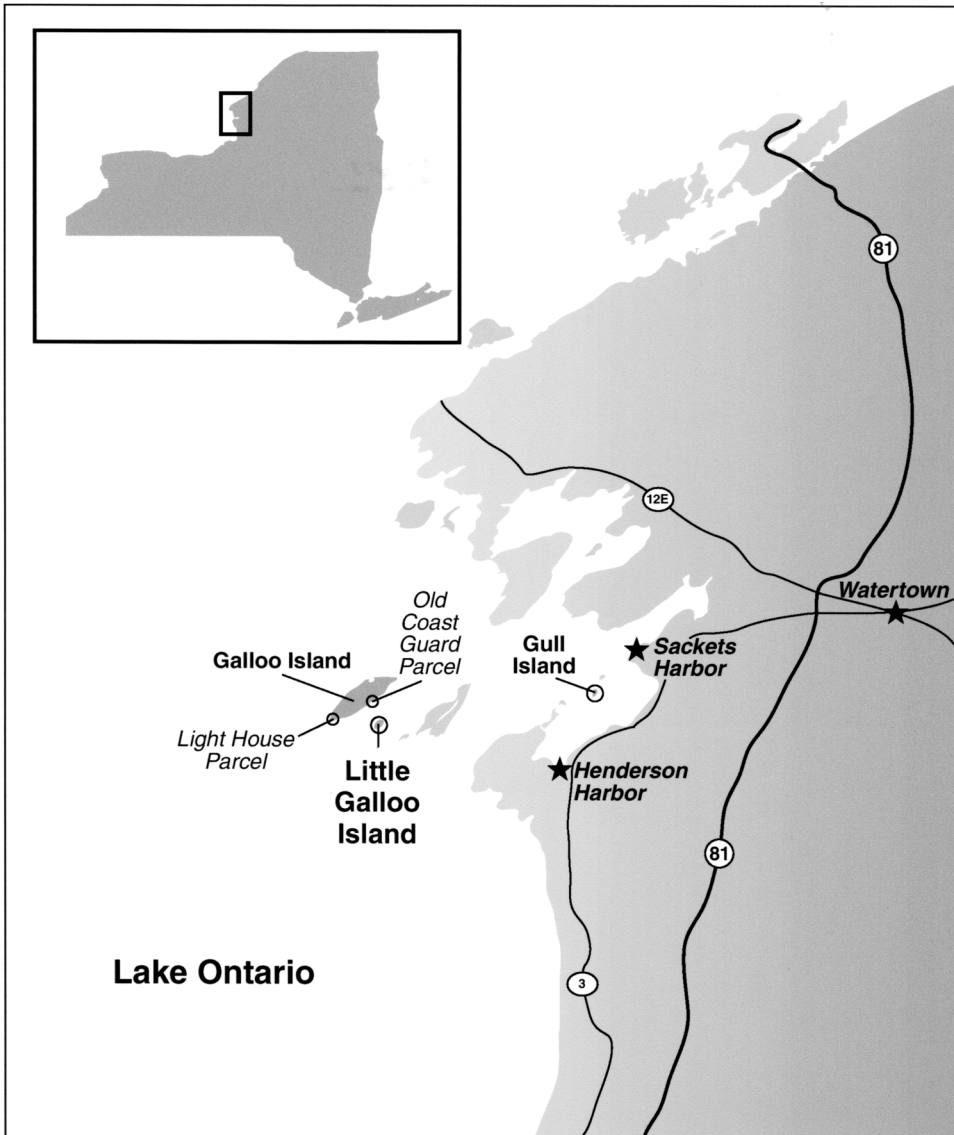 81
12E
Watertown
Old
Coast
Guard
Parcel
Galloo Island
Gull
Island
Sackets
Harbor
Light House
Parcel
Little
Galloo
Island
Henderson
Harbor
81
Lake Ontario
3